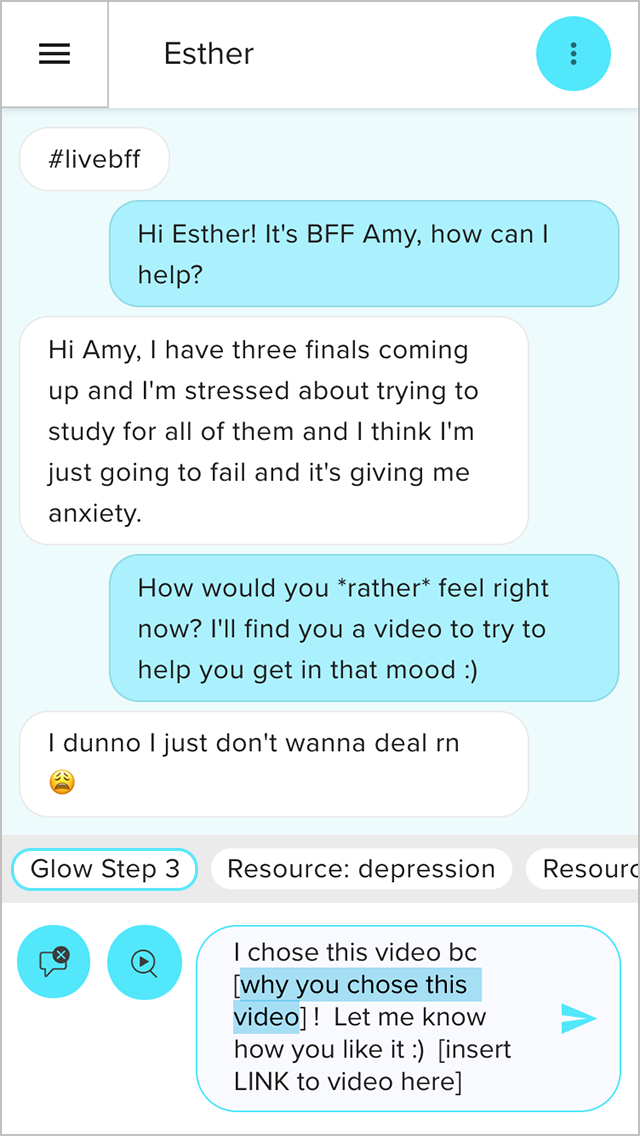 Esther
#livebff
Hi Esther! It's BFF Amy, how can I
help?
Hi Amy, I have three finals coming
up and I'm stressed about trying to
study for all of them and I think I'm
just going to fail and it's giving me
anxiety.
How would you *rather* feel right
now? I'll find you a video to try to
help you get in that mood :)
I dunno I just don't wanna deal rn
😩
Glow Step 3
Resource: depression
Resourc
I chose this video bc
[why you chose this
video] !  Let me know
how you like it :)  [insert
LINK to video here]